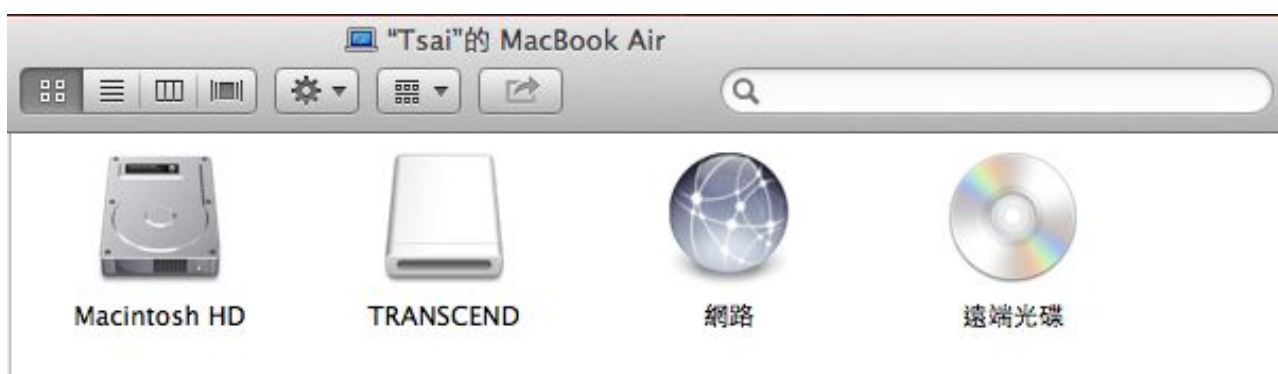 "Tsai"的 MacBook Air
Macintosh HD
TRANSCEND
網路
遠端光碟